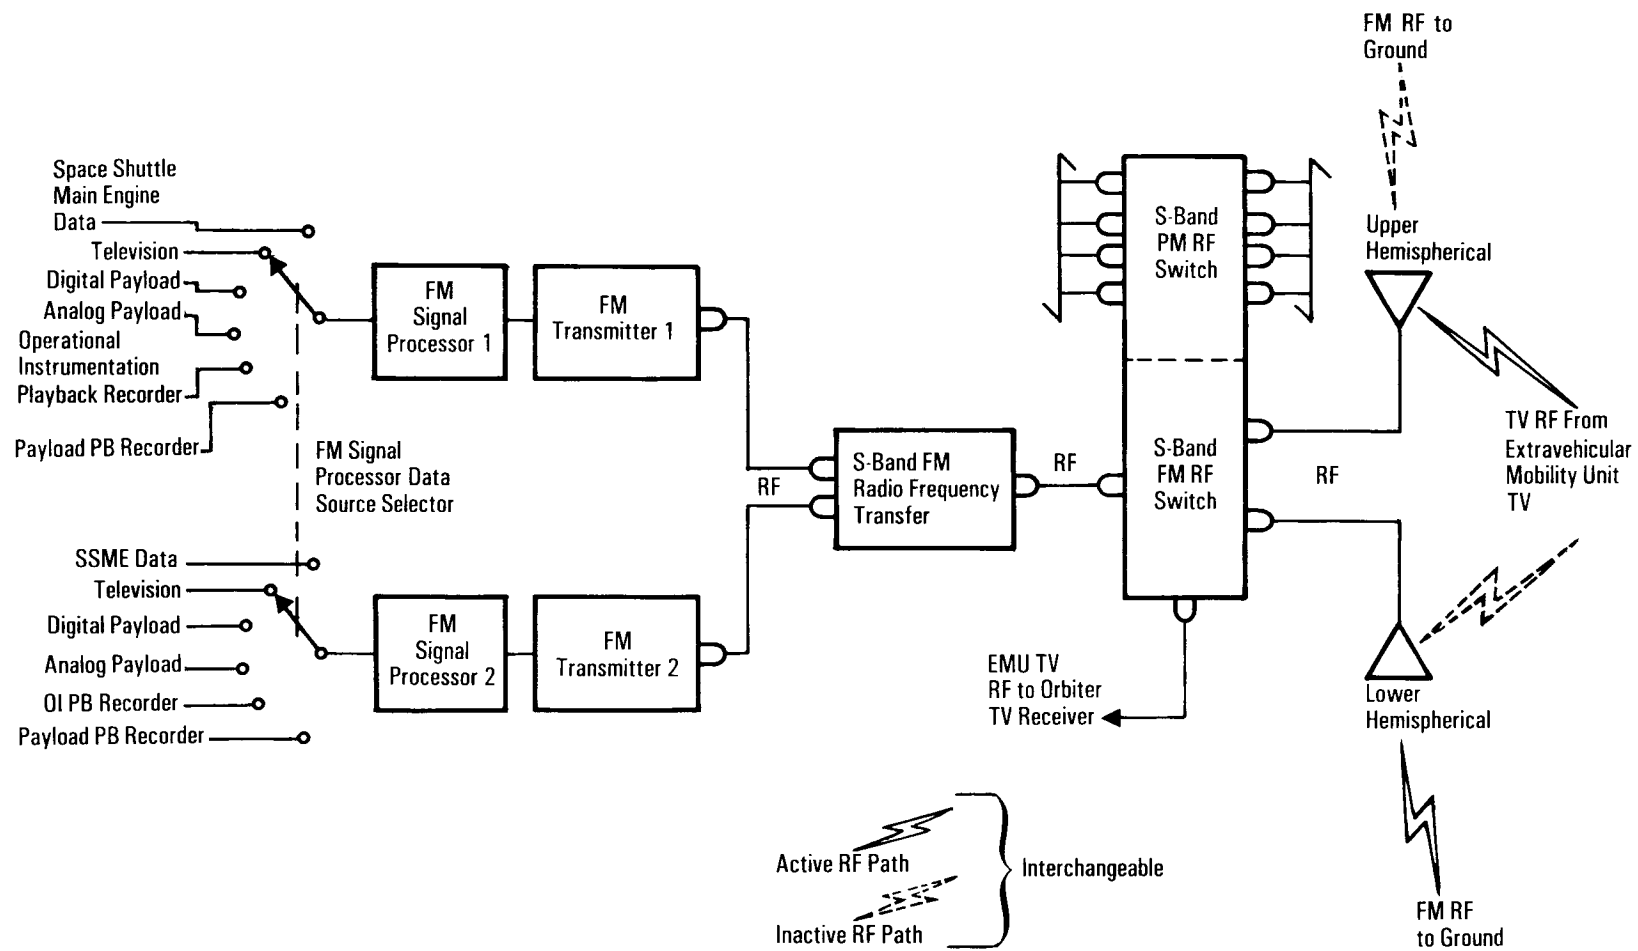 FM RF to
Ground
Space Shuttle
Main Engine
Data
Television
Digital Payload
Analog Payload
Operational
Instrumentation
Playback Recorder
Payload PB Recorder
FM
Signal
Processor 1
FM
Transmitter 1
FM Signal
Processor Data
Source Selector
SSME Data
Television
Digital Payload
Analog Payload
OI PB Recorder
Payload PB Recorder
FM
Signal
Processor 2
FM
Transmitter 2
RF
S-Band FM
Radio Frequency
Transfer
RF
S-Band
PM RF
Switch
S-Band
FM RF
Switch
RF
Upper
Hemispherical
TV RF From
Extravehicular
Mobility Unit
TV
EMU TV
RF to Orbiter
TV Receiver
Lower
Hemispherical
FM RF
to Ground
Active RF Path
Inactive RF Path
Interchangeable